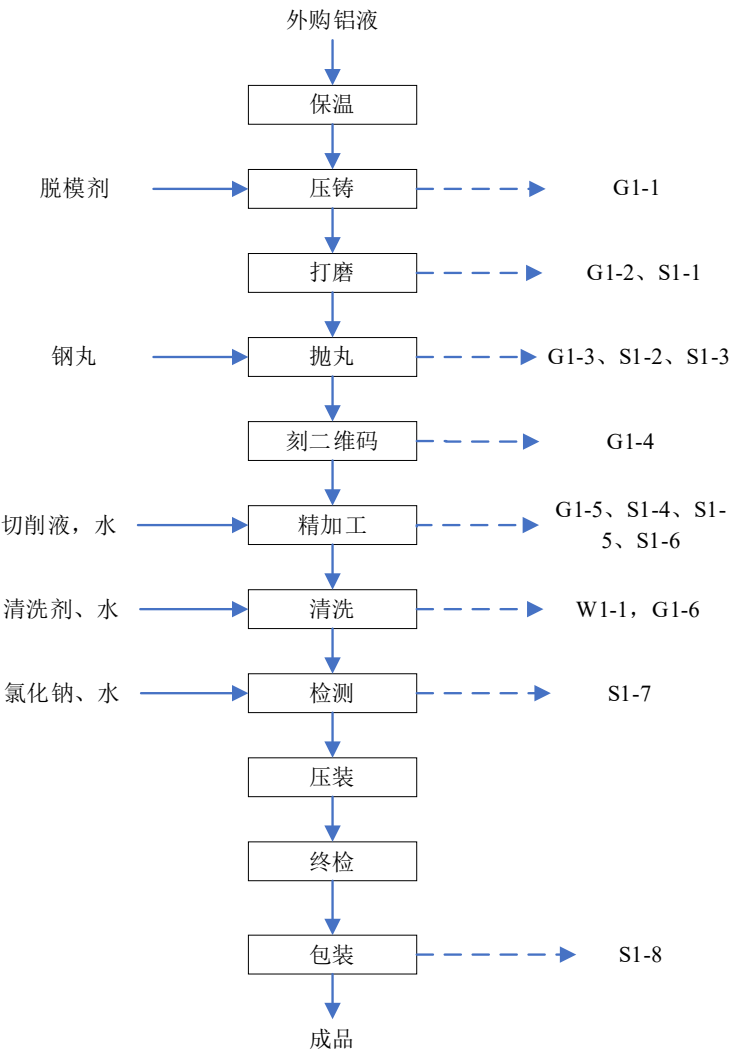 外购铝液
保温
脱模剂
压铸
G1-1
打磨
G1-2、S1-1
钢丸
抛丸
G1-3、S1-2、S1-3
刻二维码
G1-4
切削液，水
精加工
G1-5、S1-4、S1-
5、S1-6
清洗剂、水
清洗
W1-1，G1-6
氯化钠、水
检测
S1-7
压装
终检
包装
S1-8
成品